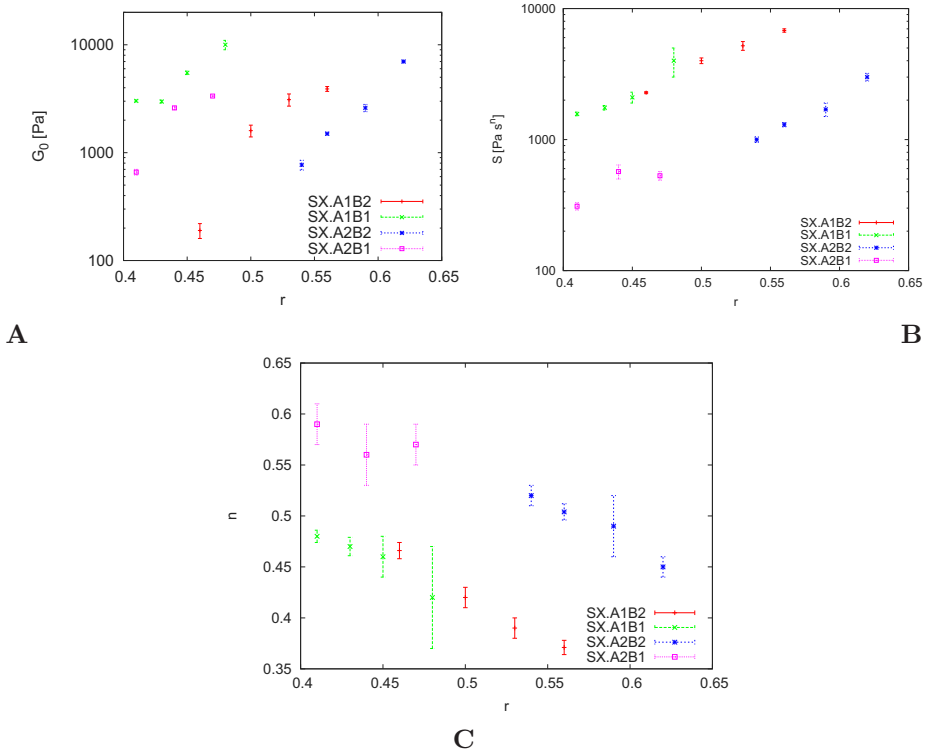 G0 [Pa]
10000
1000
100
SX.A1B2
SX.A1B1
SX.A2B2
SX.A2B1
0.4 0.45 0.5 0.55 0.6 0.65
r
A
S [Pa s^n]
10000
1000
100
SX.A1B2
SX.A1B1
SX.A2B2
SX.A2B1
0.4 0.45 0.5 0.55 0.6 0.65
r
B
n
0.65
0.6
0.55
0.5
0.45
0.4
0.35
SX.A1B2
SX.A1B1
SX.A2B2
SX.A2B1
0.4 0.45 0.5 0.55 0.6 0.65
r
C